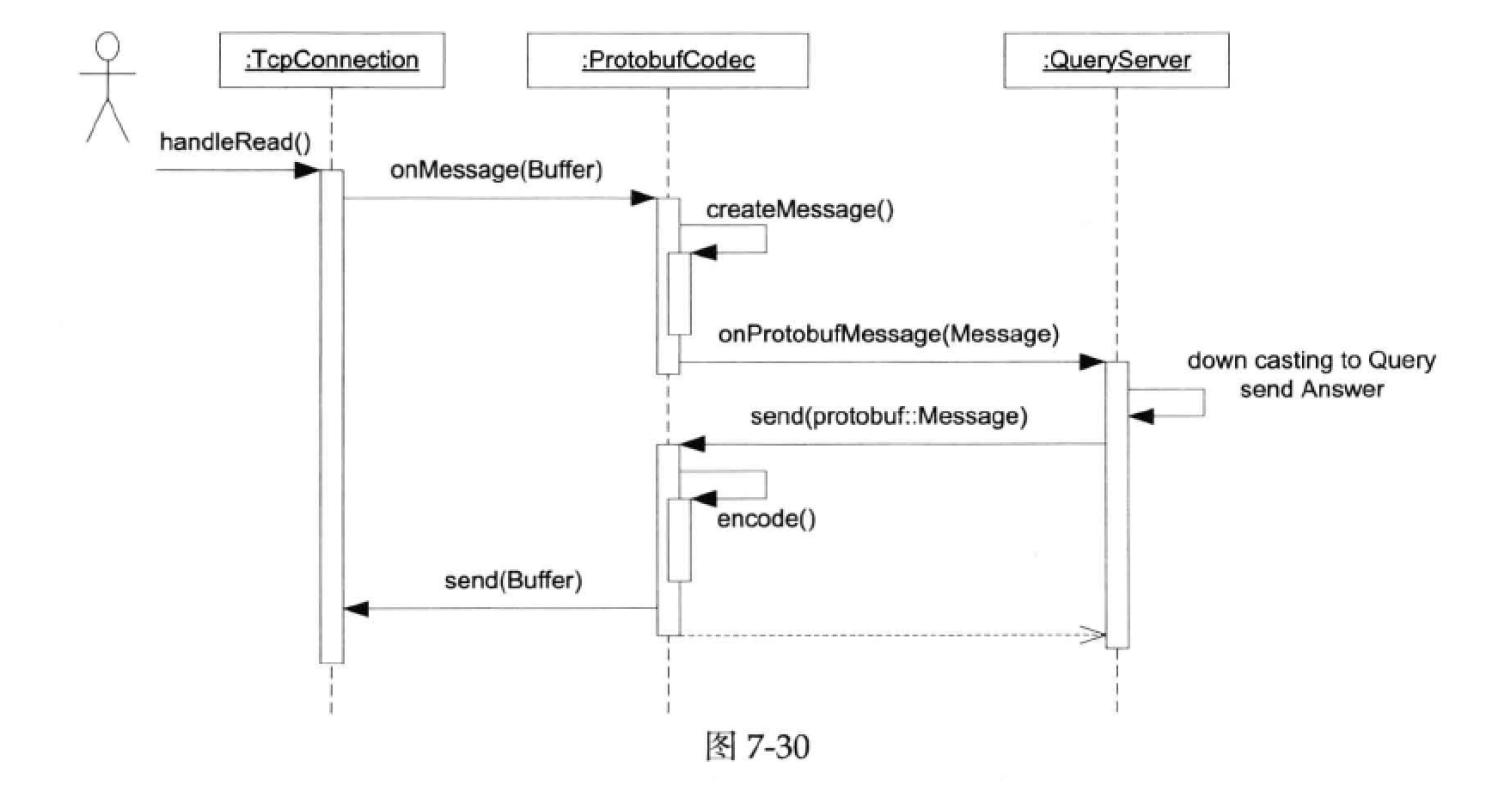 :TcpConnection
:ProtobufCodec
:QueryServer
handleRead()
onMessage(Buffer)
createMessage()
onProtobufMessage(Message)
down casting to Query
send Answer
send(protobuf::Message)
encode()
send(Buffer)
图 7-30